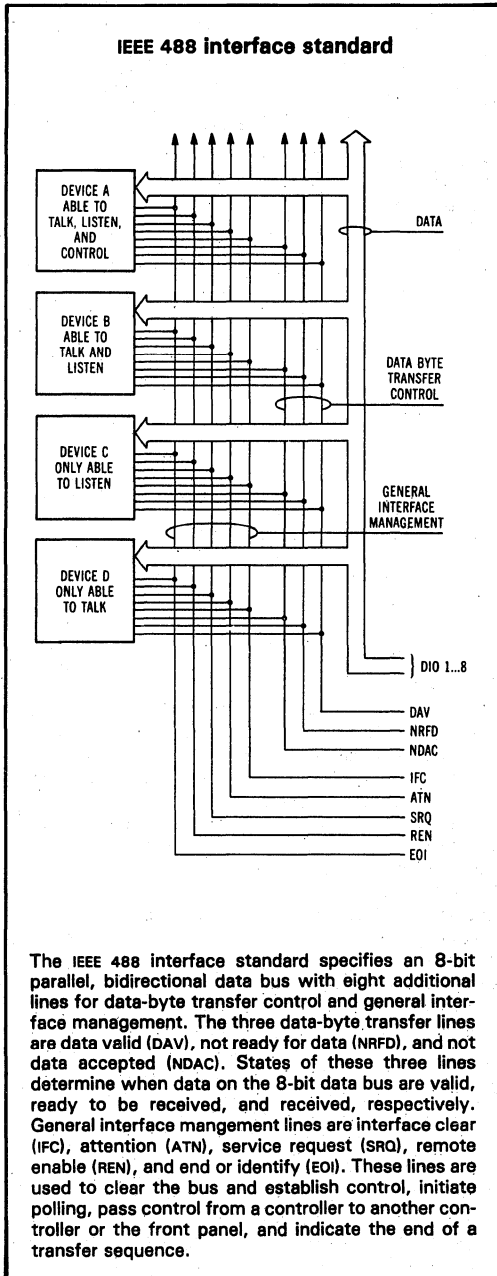 IEEE 488 interface standard
DEVICE A
ABLE TO
TALK, LISTEN,
AND
CONTROL
DATA
DEVICE B
ABLE TO
TALK AND
LISTEN
DATA BYTE
TRANSFER
CONTROL
DEVICE C
ONLY ABLE
TO LISTEN
GENERAL
INTERFACE
MANAGEMENT
DEVICE D
ONLY ABLE
TO TALK
DIO 1...8
DAV
NRFD
NDAC
IFC
ATN
SRQ
REN
EOI
The IEEE 488 interface standard specifies an 8-bit
parallel, bidirectional data bus with eight additional
lines for data-byte transfer control and general inter-
face management. The three data-byte transfer lines
are data valid (DAV), not ready for data (NRFD), and not
data accepted (NDAC). States of these three lines
determine when data on the 8-bit data bus are valid,
ready to be received, and received, respectively.
General interface mangement lines are interface clear
(IFC), attention (ATN), service request (SRQ), remote
enable (REN), and end or identify (EOI). These lines are
used to clear the bus and establish control, initiate
polling, pass control from a controller to another con-
troller or the front panel, and indicate the end of a
transfer sequence.